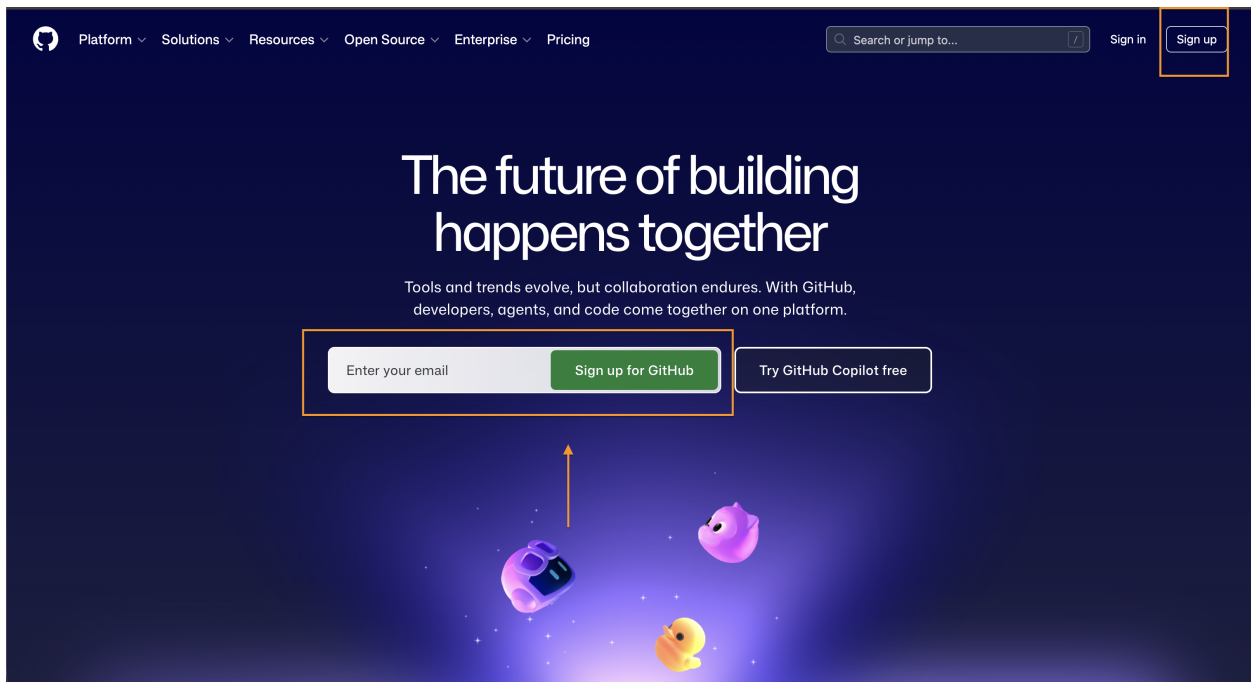 Platform Solutions Resources Open Source Enterprise Pricing Search or jump to... / Sign in Sign up
The future of building
happens together
Tools and trends evolve, but collaboration endures. With GitHub,
developers, agents, and code come together on one platform.
Enter your email Sign up for GitHub Try GitHub Copilot free